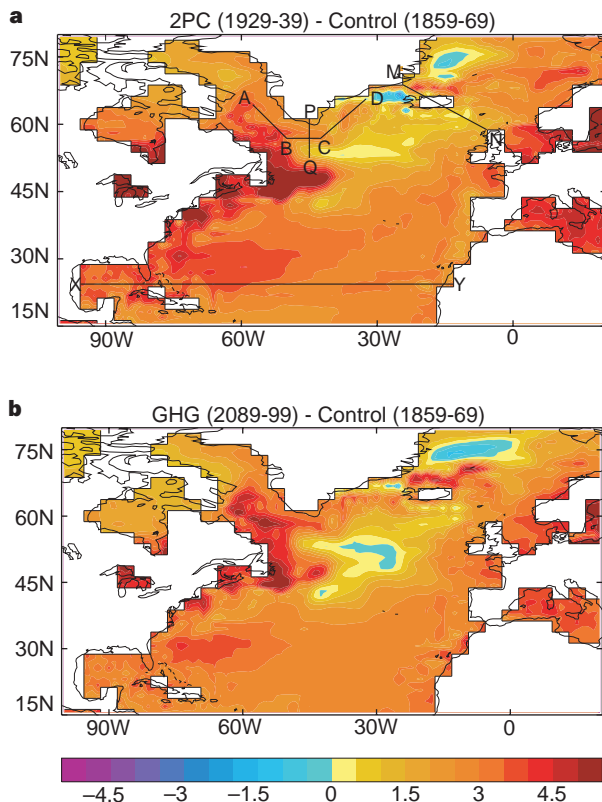 a
2PC (1929-39) - Control (1859-69)
75N
60N
45N
30N
15N
A
B
P
C
Q
D
M
N
X
Y
90W 60W 30W 0
b
GHG (2089-99) - Control (1859-69)
75N
60N
45N
30N
15N
90W 60W 30W 0
−4.5 −3 −1.5 0 1.5 3 4.5